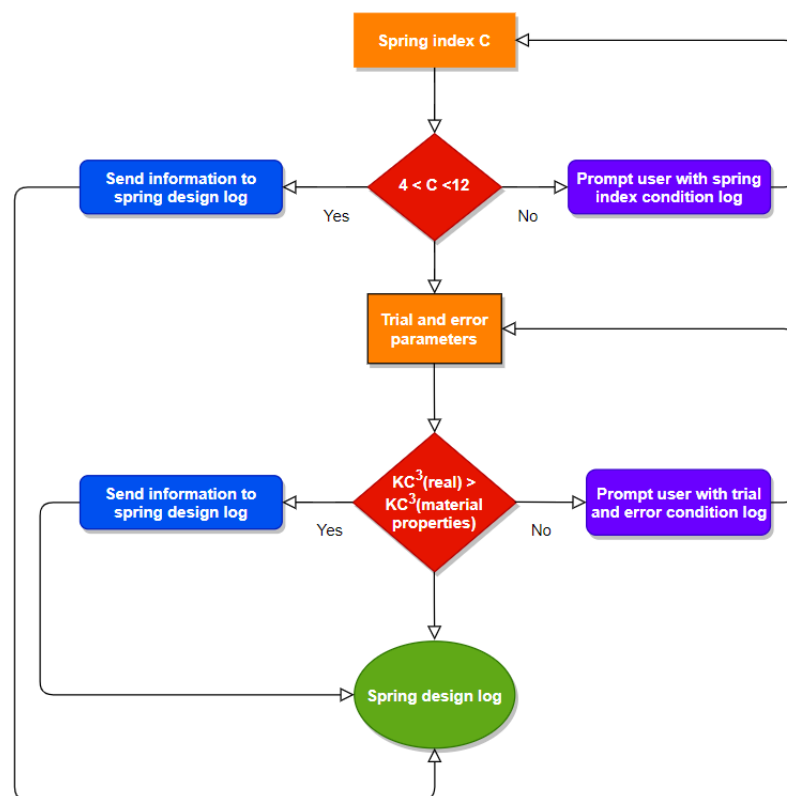 Spring index C
Send information to
spring design log
4 < C <12
Prompt user with spring
index condition log
Yes
No
Trial and error
parameters
Send information to
spring design log
KC³(real) >
KC³(material
properties)
Prompt user with trial
and error condition log
Yes
No
Spring design log